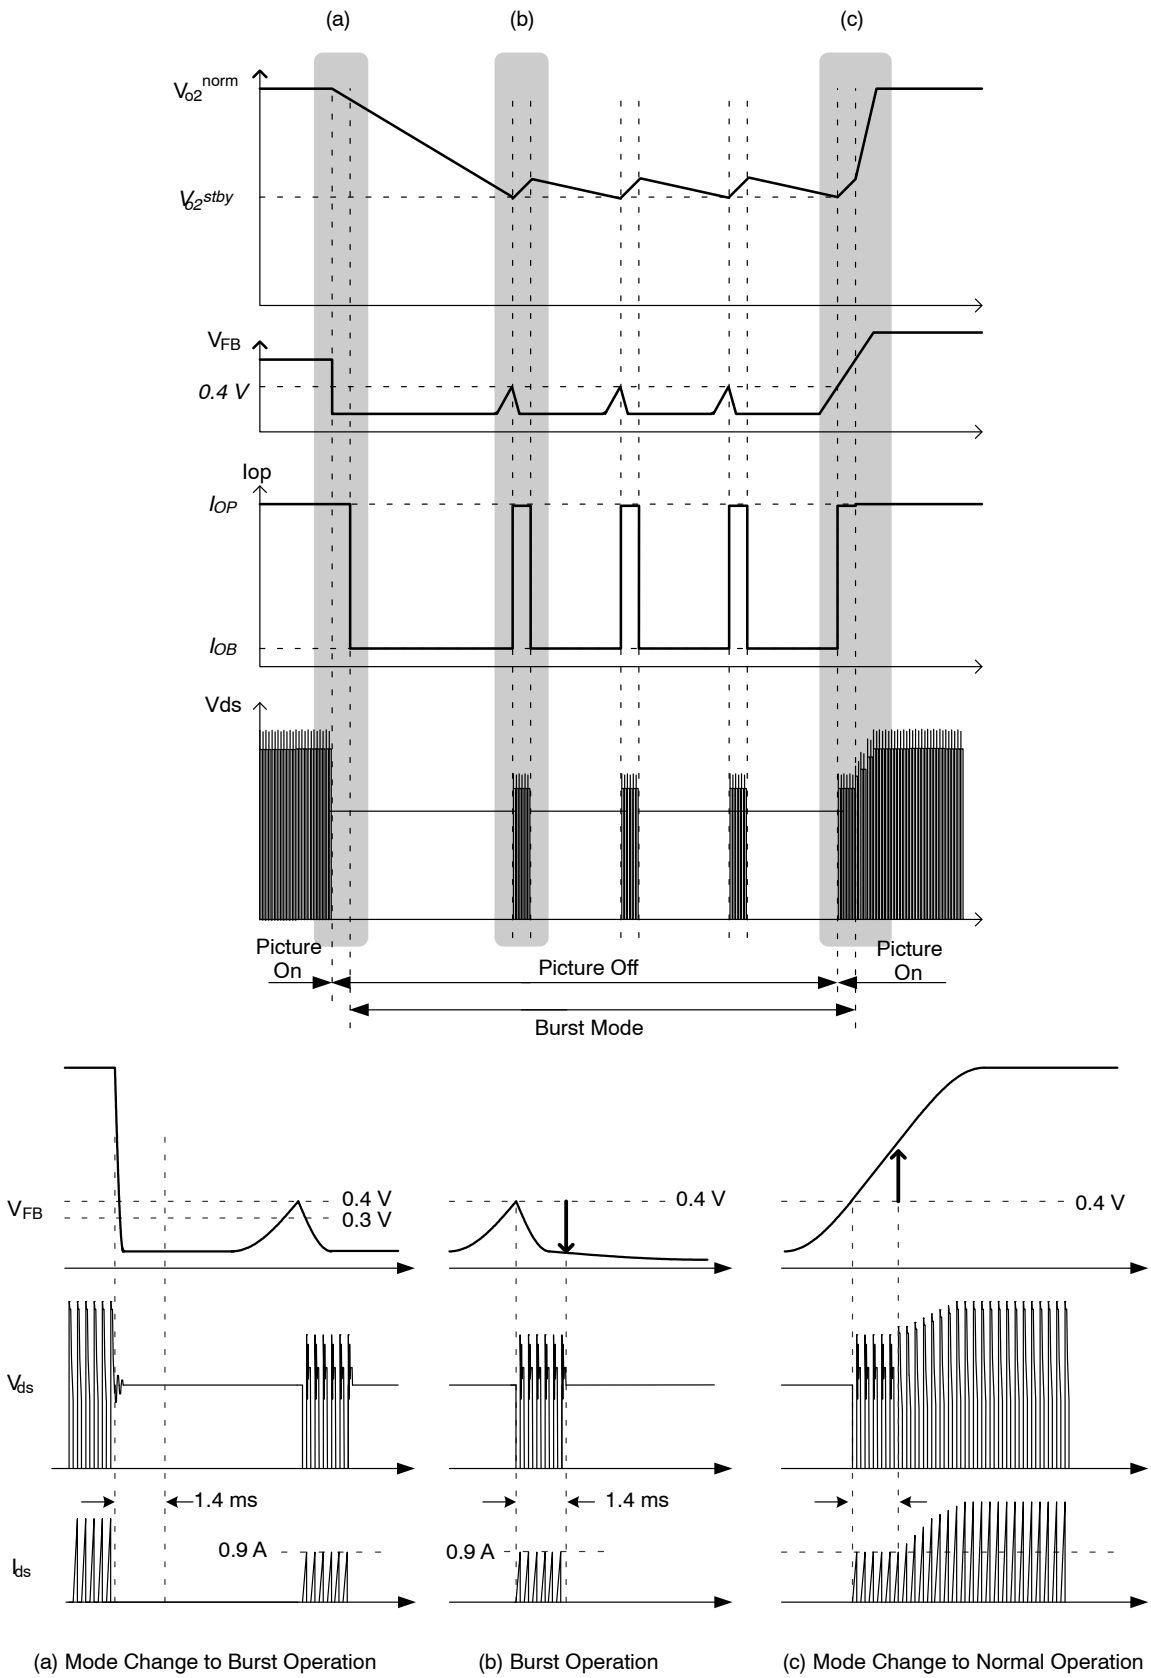 (a) (b) (c)
Vo2norm
Vo2stby
VFB
0.4 V
Iop
IOP
IOB
Vds
Picture On
Picture Off
Picture On
Burst Mode
VFB
0.4 V
0.3 V
0.4 V
0.4 V
Vds
1.4 ms
1.4 ms
0.9 A
0.9 A
Ids
(a) Mode Change to Burst Operation
(b) Burst Operation
(c) Mode Change to Normal Operation